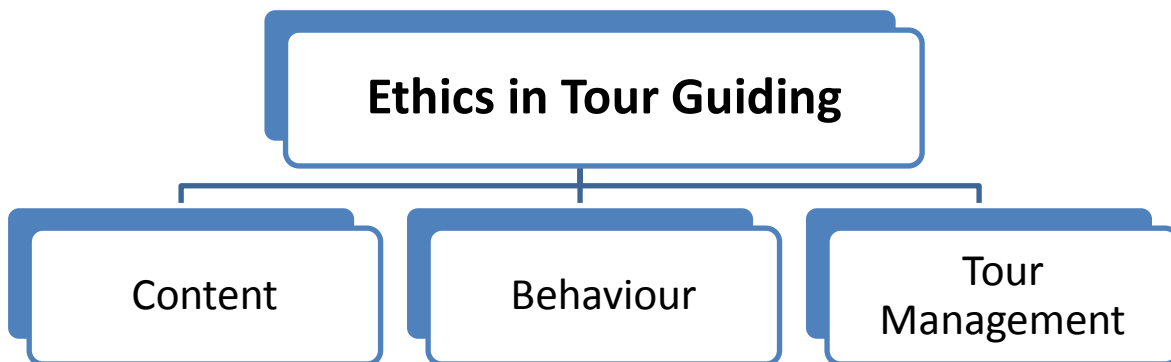 Ethics in Tour Guiding
Content
Behaviour
Tour
Management